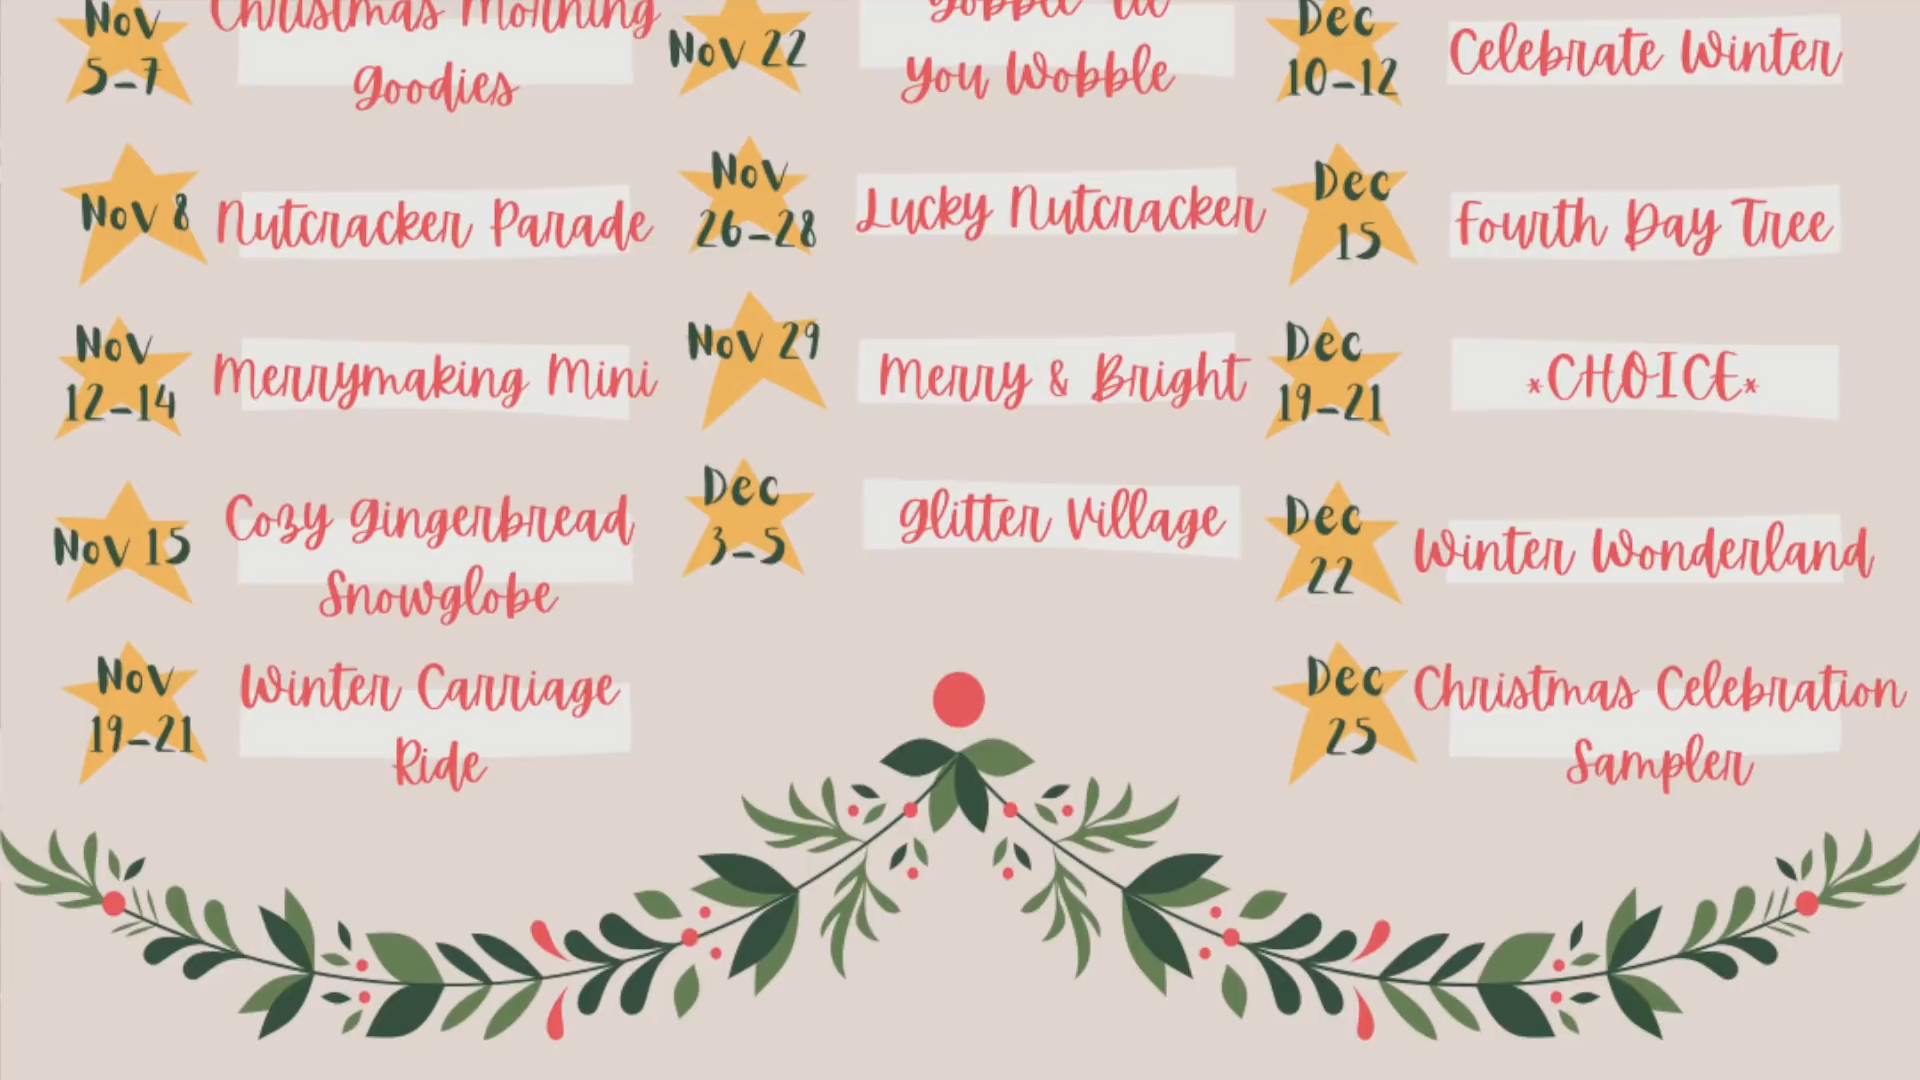 Nov
5-7
Christmas Morning
Goodies
Nov 8
Nutcracker Parade
Nov
12-14
Merrymaking Mini
Nov 15
Cozy Gingerbread
Snowglobe
Nov
19-21
Winter Carriage
Ride
Nov 22
Gobble Til
You Wobble
Nov
26-28
Lucky Nutcracker
Nov 29
Merry & Bright
Dec
3-5
Glitter Village
Dec
10-12
Celebrate Winter
Dec
15
Fourth Day Tree
Dec
19-21
*CHOICE*
Dec
22
Winter Wonderland
Dec
25
Christmas Celebration
Sampler